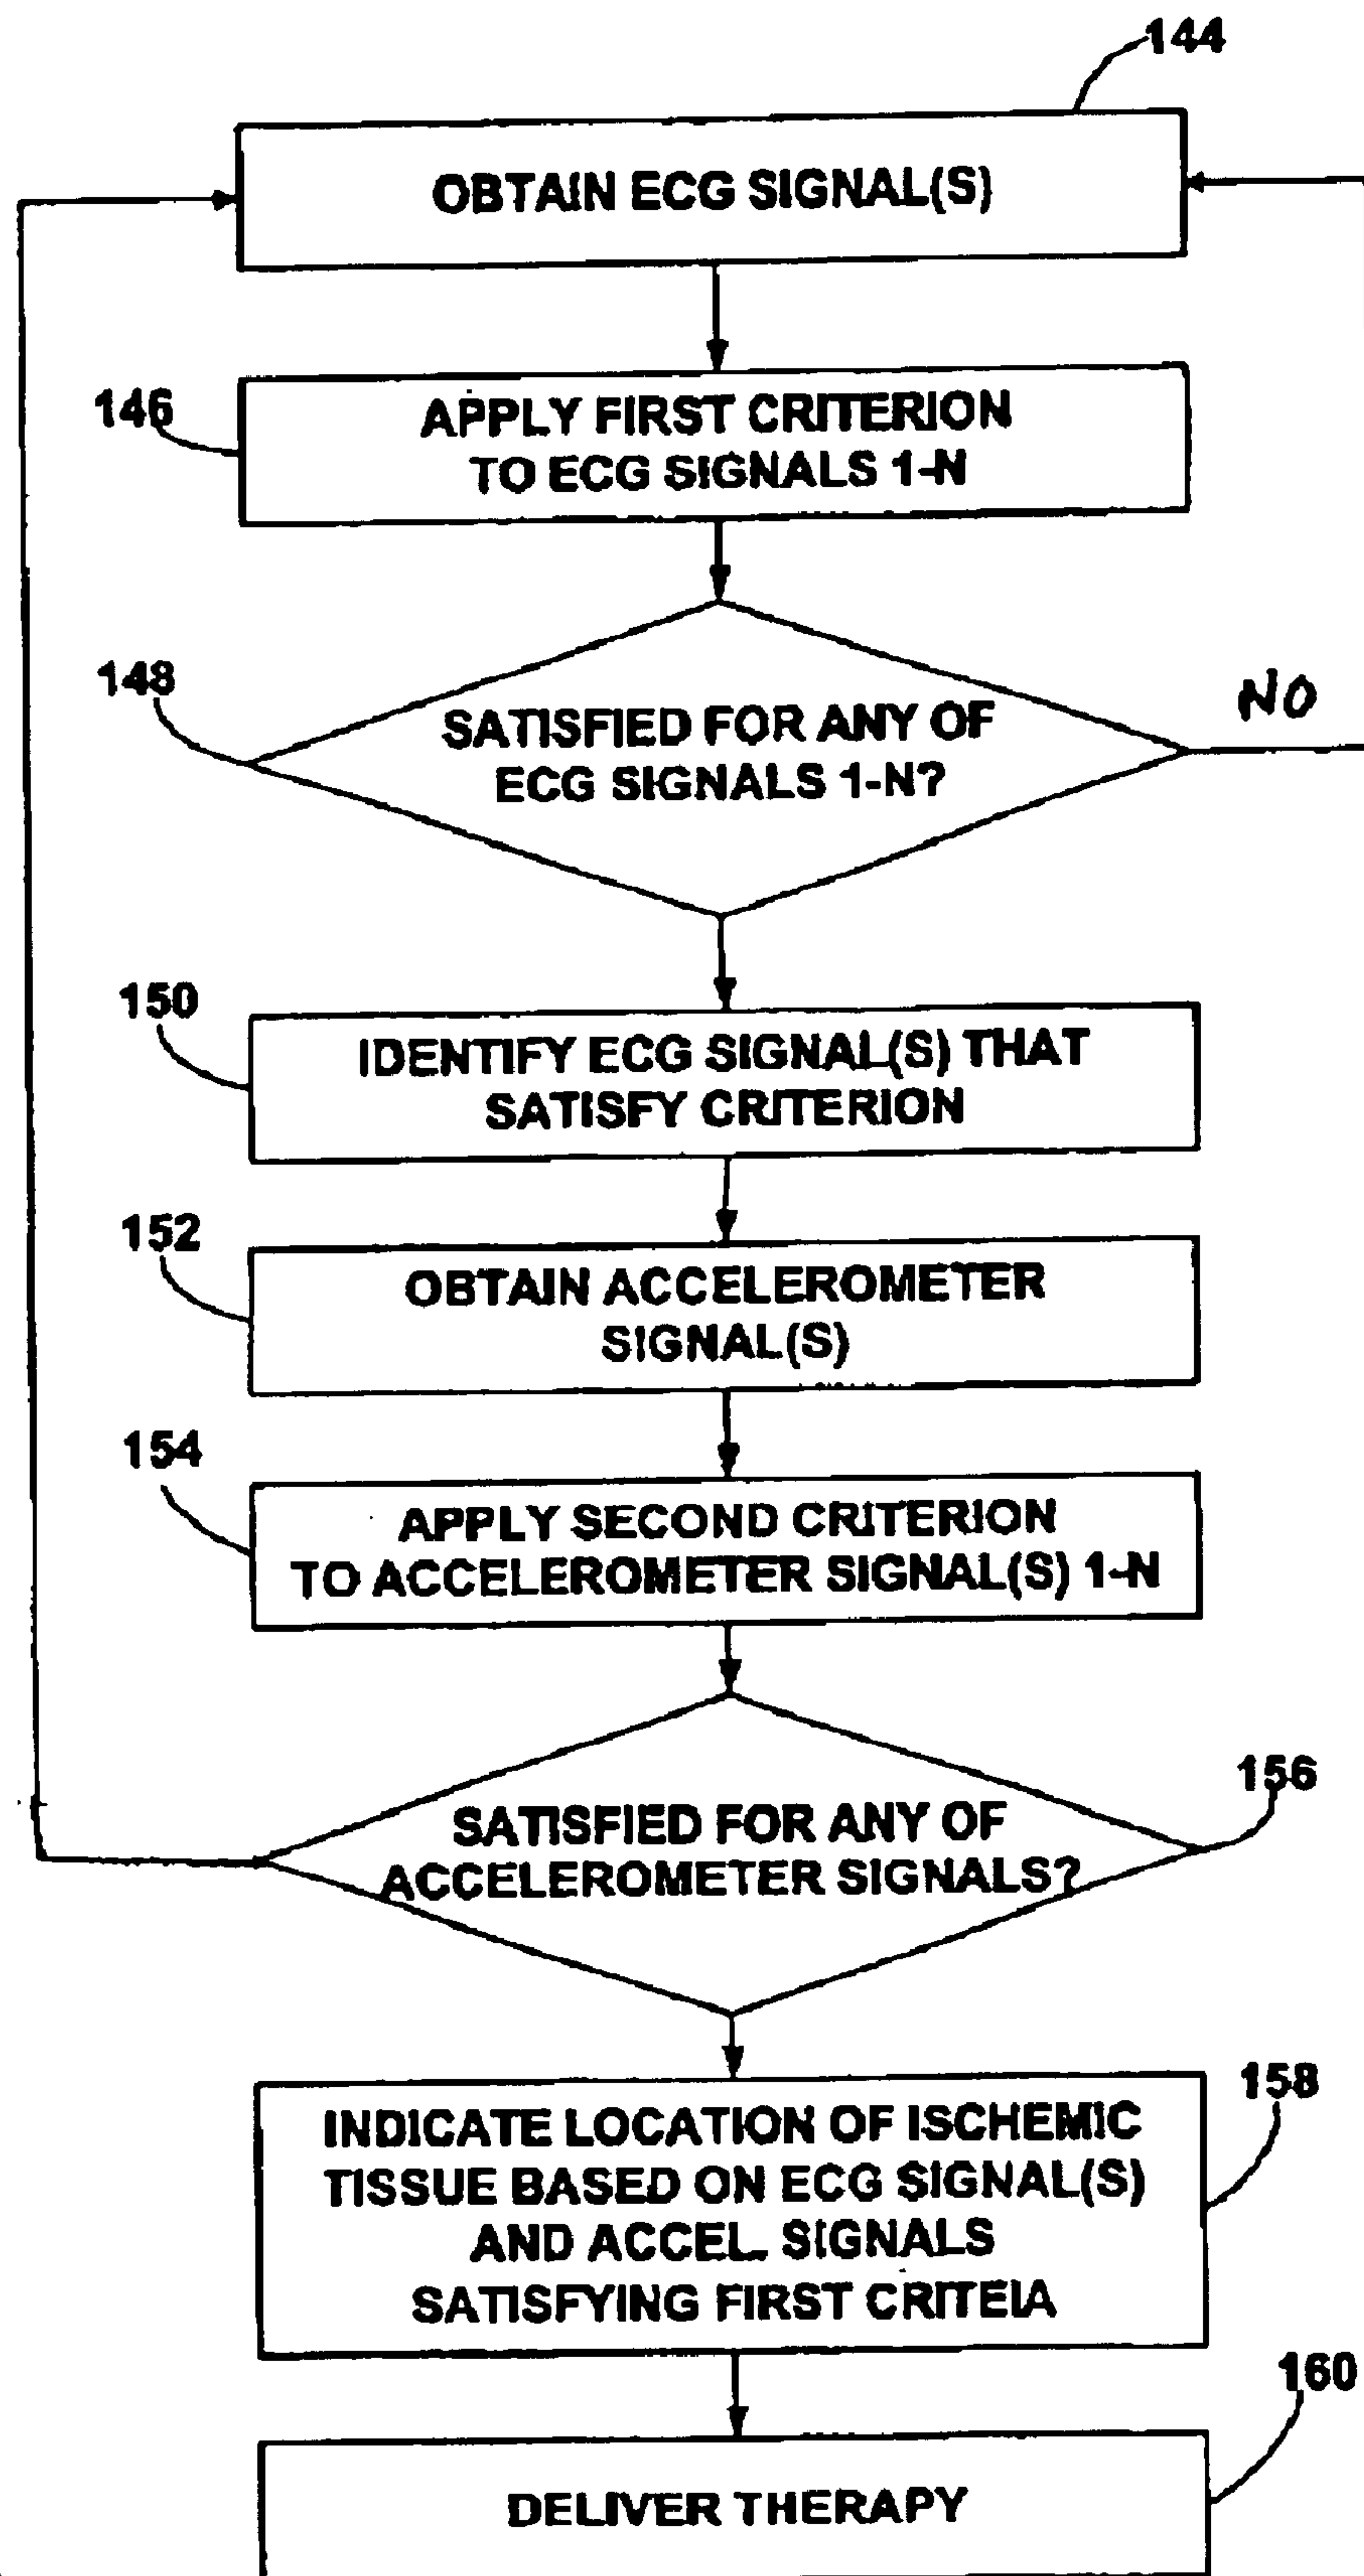 144
OBTAIN ECG SIGNAL(S)
146
APPLY FIRST CRITERION
TO ECG SIGNALS 1-N
148
SATISFIED FOR ANY OF
ECG SIGNALS 1-N?
NO
150
IDENTIFY ECG SIGNAL(S) THAT
SATISFY CRITERION
152
OBTAIN ACCELEROMETER
SIGNAL(S)
154
APPLY SECOND CRITERION
TO ACCELEROMETER SIGNAL(S) 1-N
156
SATISFIED FOR ANY OF
ACCELEROMETER SIGNALS?
158
INDICATE LOCATION OF ISCHEMIC
TISSUE BASED ON ECG SIGNAL(S)
AND ACCEL. SIGNALS
SATISFYING FIRST CRITEIA
160
DELIVER THERAPY